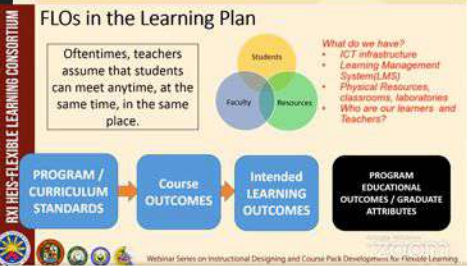 FLOs in the Learning Plan
RXI HEIS-FLEXIBLE LEARNING CONSORTIUM
Oftentimes, teachers
assume that students
can meet anytime, at the
same time, in the same
place.
Students
Faculty
Resources
What do we have?
• ICT infrastructure
• Learning Management
System(LMS)
• Physical Resources,
classrooms, laboratories
• Who are our learners and
Teachers?
PROGRAM /
CURRICULUM
STANDARDS
Course
OUTCOMES
Intended
LEARNING
OUTCOMES
PROGRAM
EDUCATIONAL
OUTCOMES / GRADUATE
ATTRIBUTES
zoom
Webinar Series on Instructional Designing and Course Pack Development for Flexible Learning